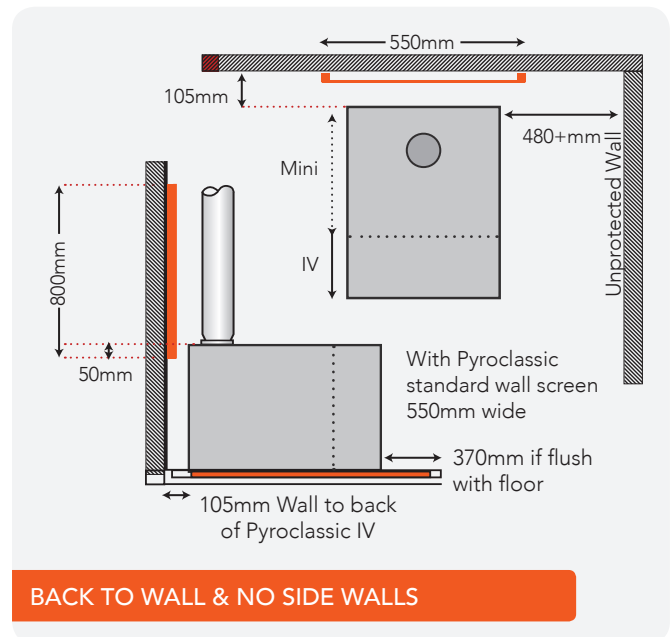 550mm
105mm
480+mm
Unprotected Wall
Mini
IV
800mm
50mm
With Pyroclassic
standard wall screen
550mm wide
370mm if flush
with floor
105mm Wall to back
of Pyroclassic IV
BACK TO WALL & NO SIDE WALLS